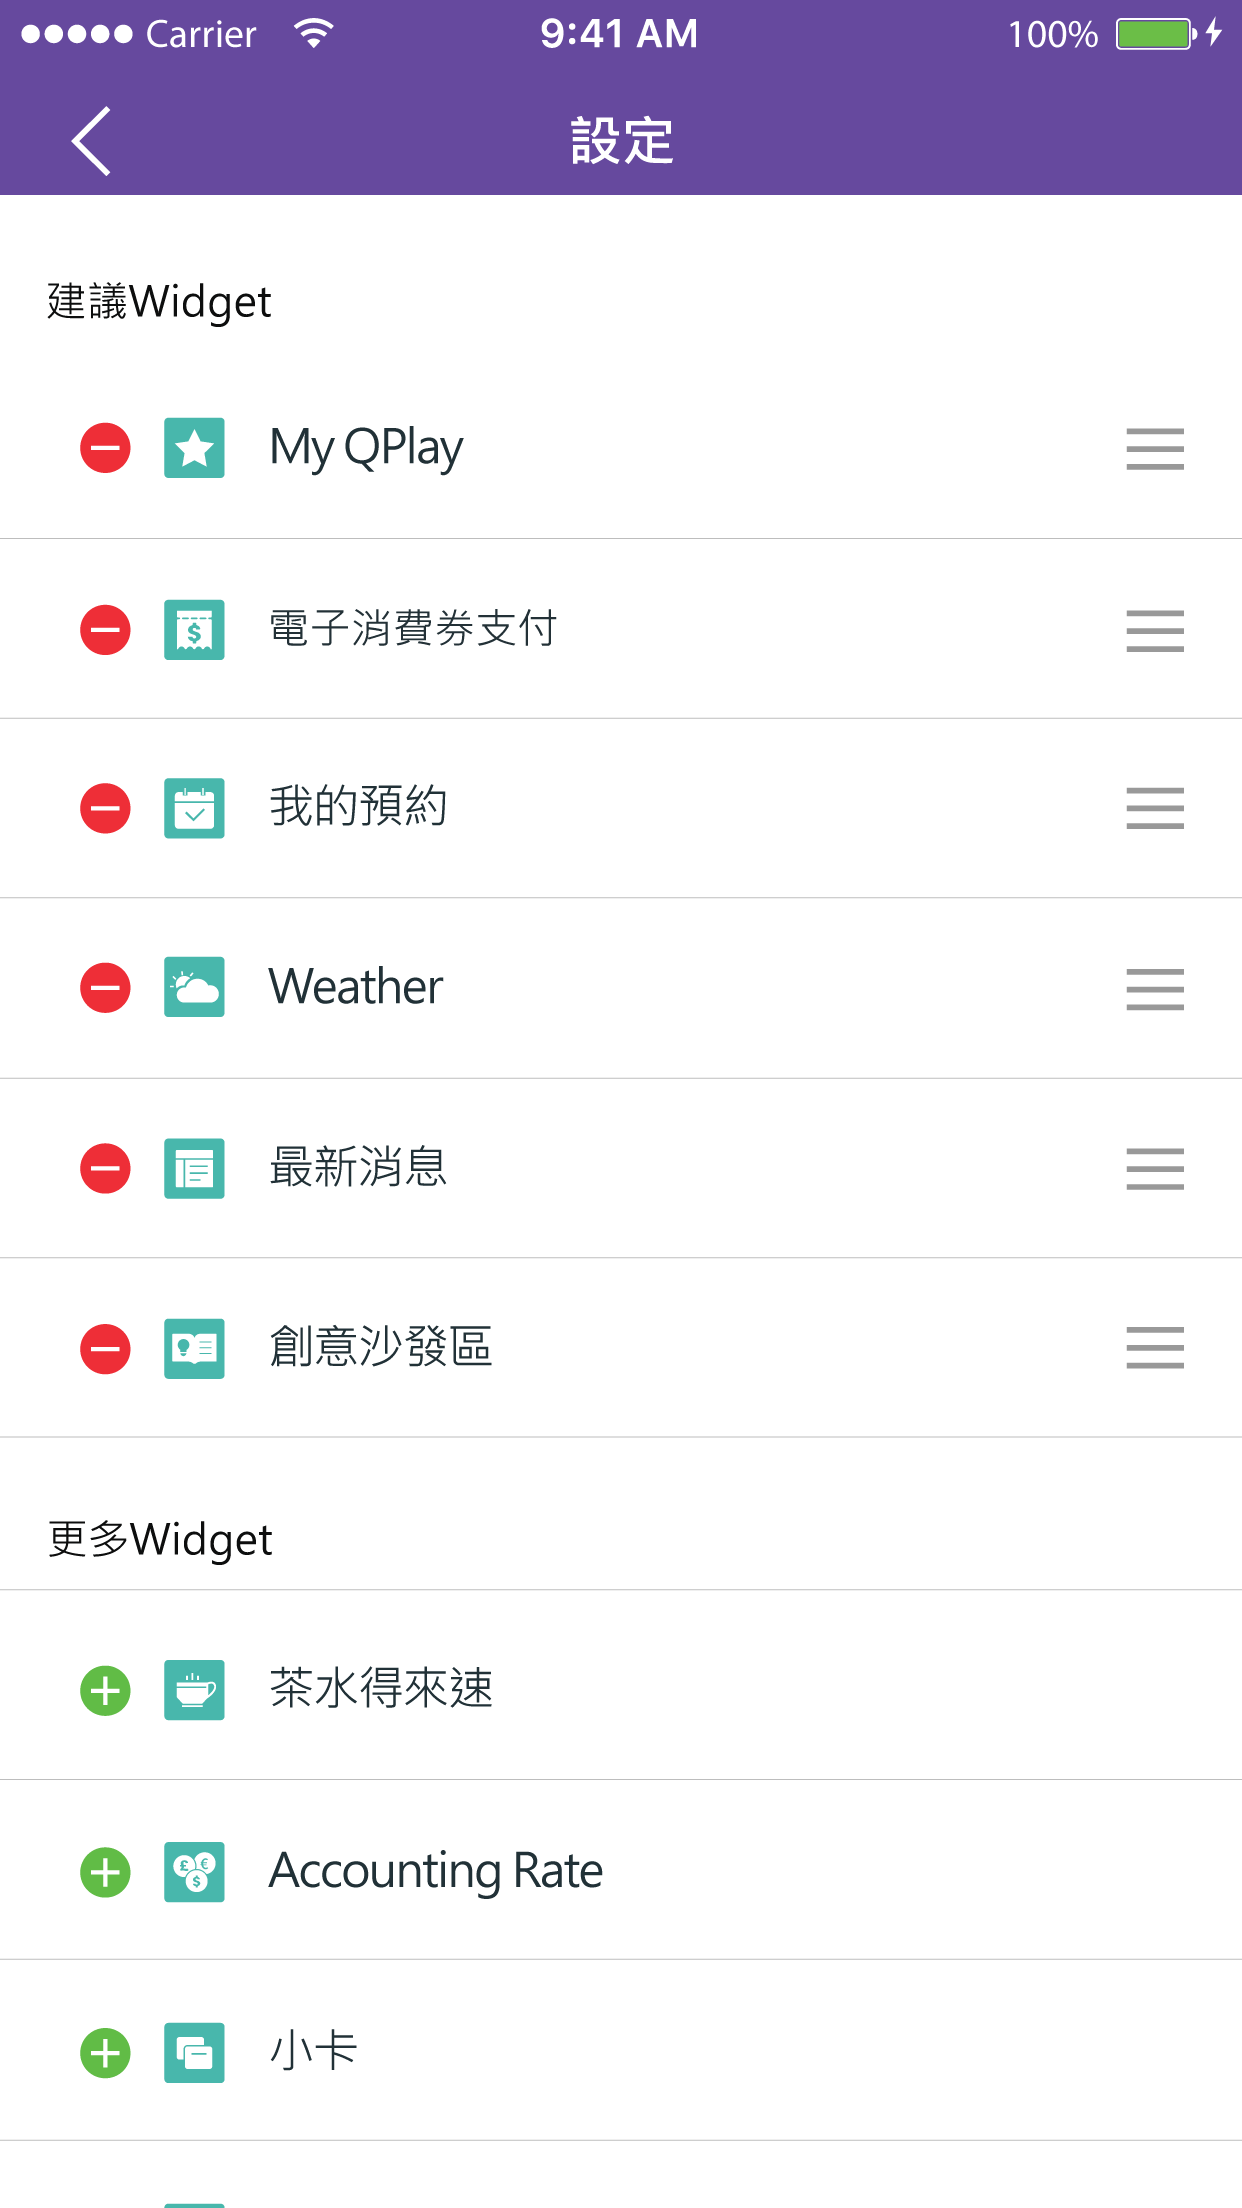 Carrier 9:41 AM 100%
設定
建議Widget
My QPlay
電子消費券支付
我的預約
Weather
最新消息
創意沙發區
更多Widget
茶水得來速
Accounting Rate
小卡